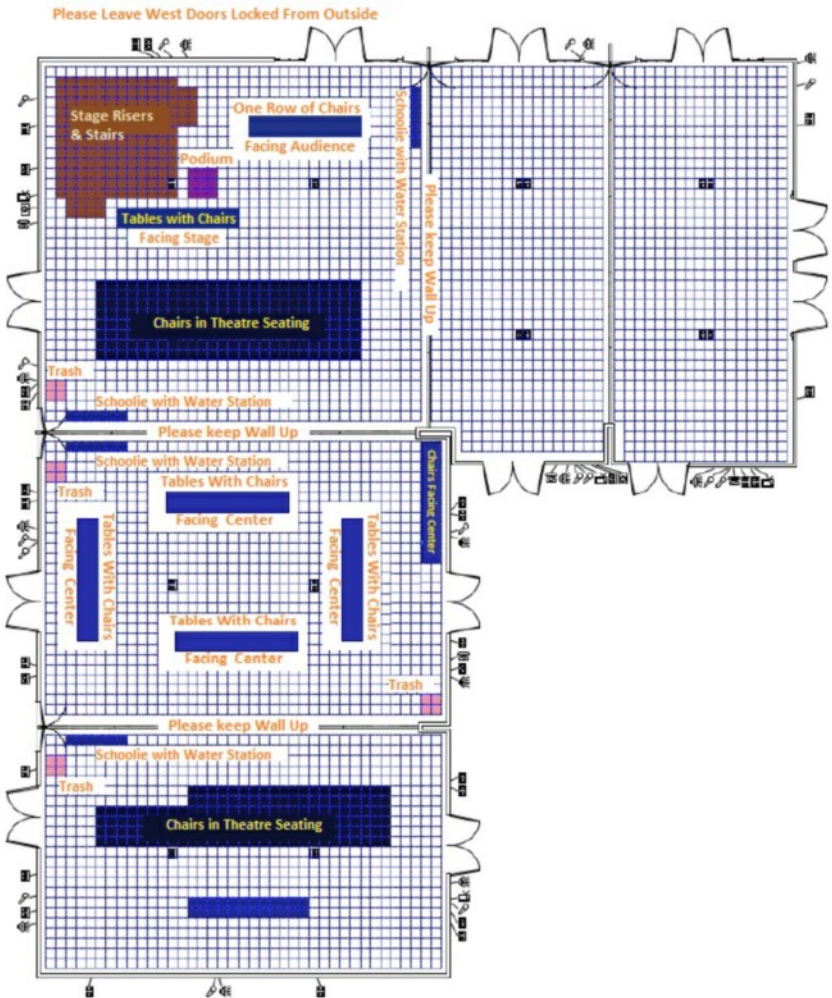 Please Leave West Doors Locked From Outside
Stage Risers
& Stairs
One Row of Chairs
Facing Audience
Schoolie with Water Station
Podium
Please keep Wall Up
Tables with Chairs
Facing Stage
Chairs in Theatre Seating
Trash
Schoolie with Water Station
Please keep Wall Up
Schoolie with Water Station
Trash
Tables With Chairs
Facing Center
Chairs Facing Center
Tables With Chairs
Facing Center
Tables With Chairs
Facing Center
Tables With Chairs
Facing Center
Trash
Please keep Wall Up
Schoolie with Water Station
Trash
Chairs in Theatre Seating